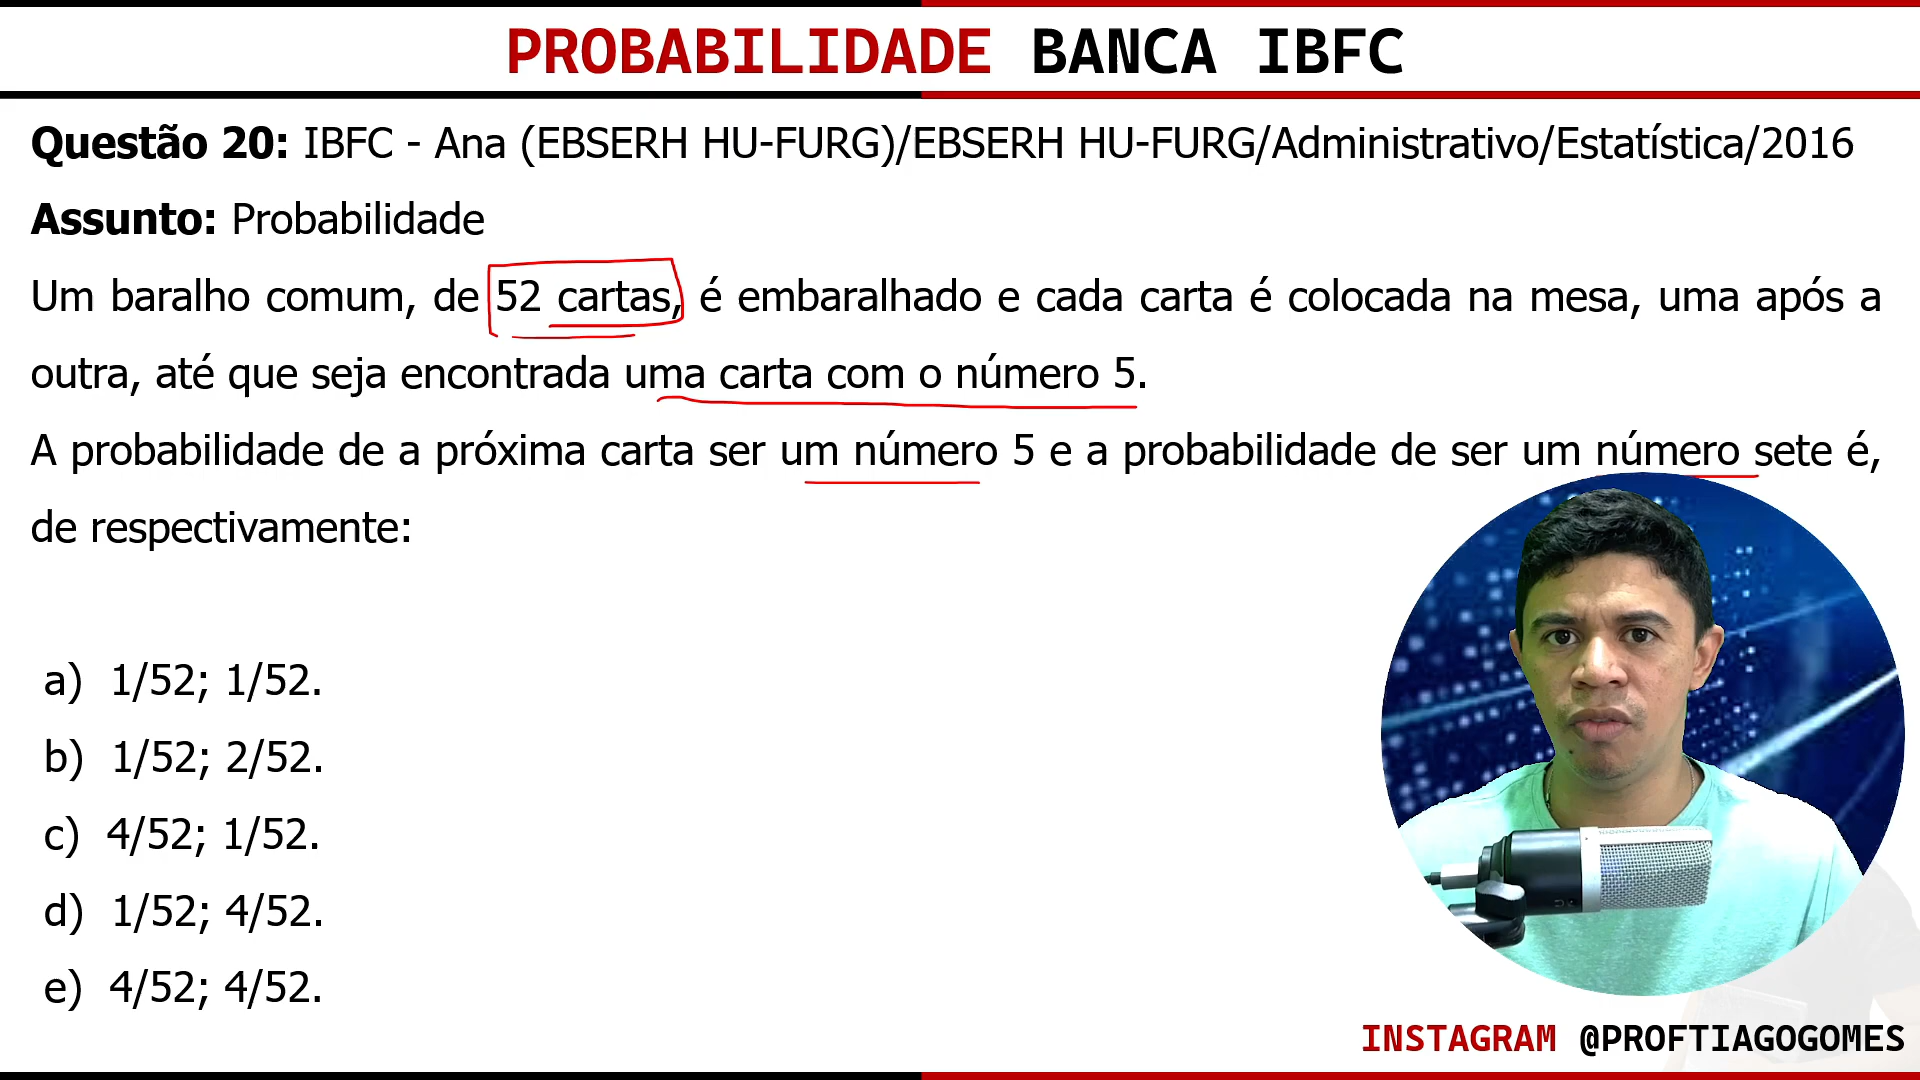 PROBABILIDADE BANCA IBFC
Questão 20: IBFC - Ana (EBSERH HU-FURG)/EBSERH HU-FURG/Administrativo/Estatística/2016
Assunto: Probabilidade
Um baralho comum, de 52 cartas, é embaralhado e cada carta é colocada na mesa, uma após a
outra, até que seja encontrada uma carta com o número 5.
A probabilidade de a próxima carta ser um número 5 e a probabilidade de ser um número sete é,
de respectivamente:
a) 1/52; 1/52.
b) 1/52; 2/52.
c) 4/52; 1/52.
d) 1/52; 4/52.
e) 4/52; 4/52.
INSTAGRAM @PROFTIAGOGOMES